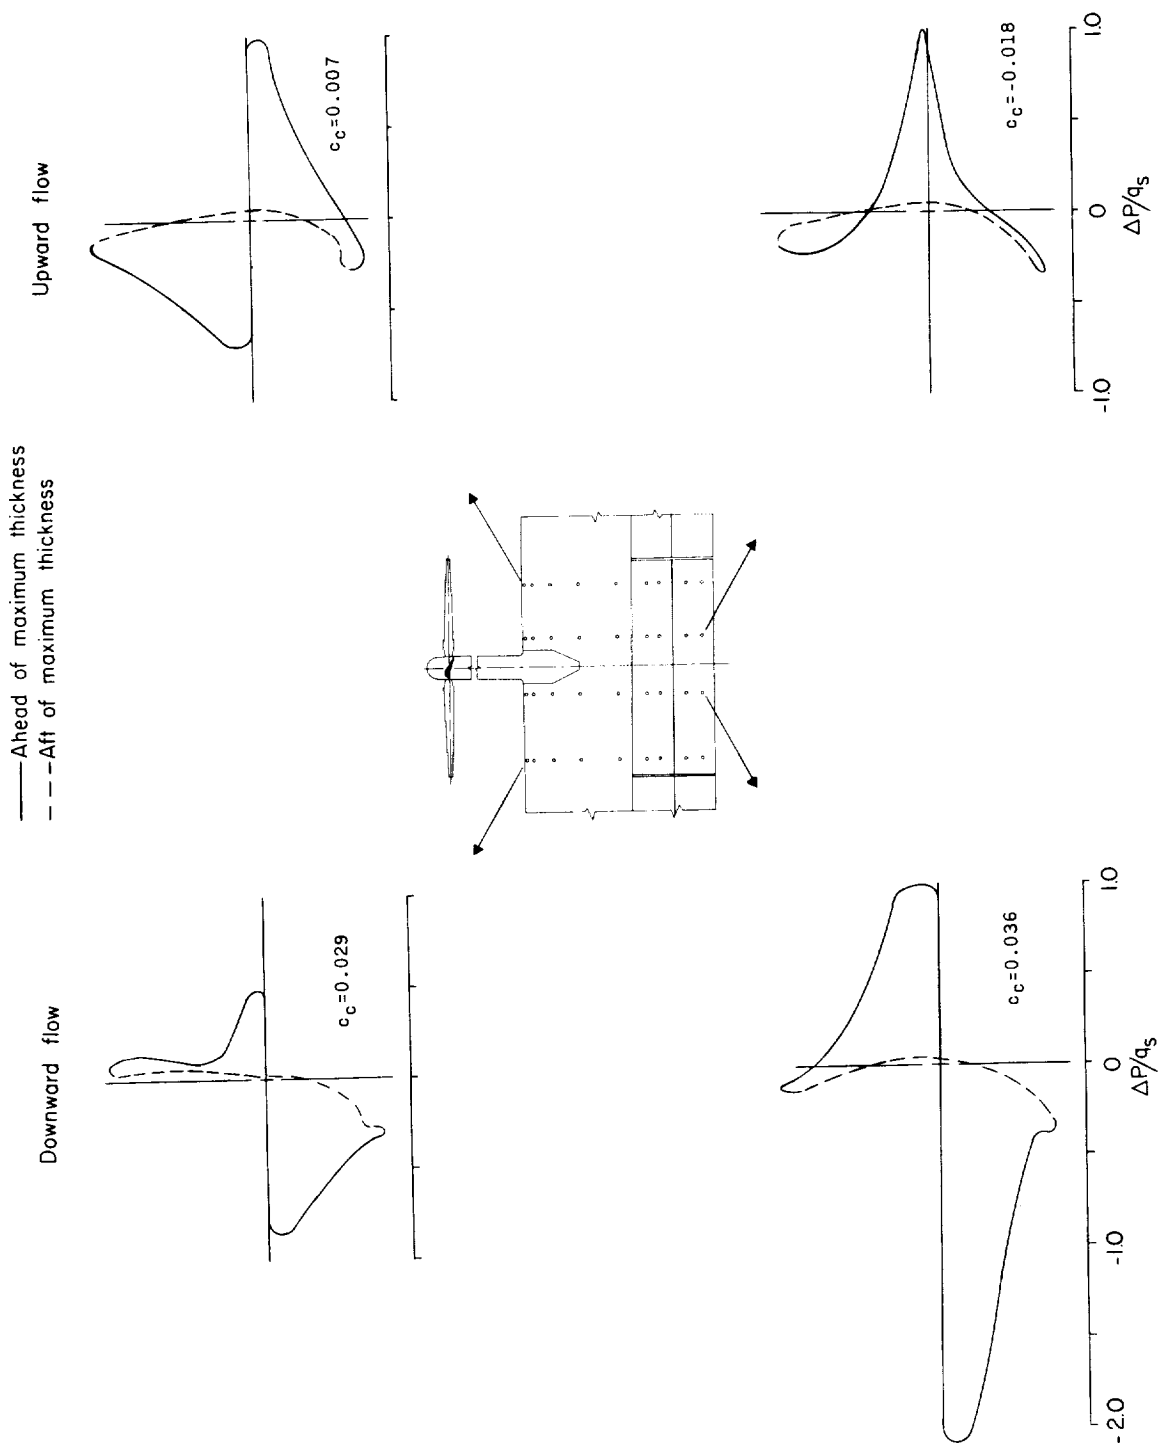 Ahead of maximum thickness
Aft of maximum thickness
Downward flow
Upward flow
c_c=0.029
c_c=0.007
c_c=0.036
c_c=-0.018
-2.0
-1.0
0
1.0
ΔP/q_s
-1.0
0
1.0
ΔP/q_s